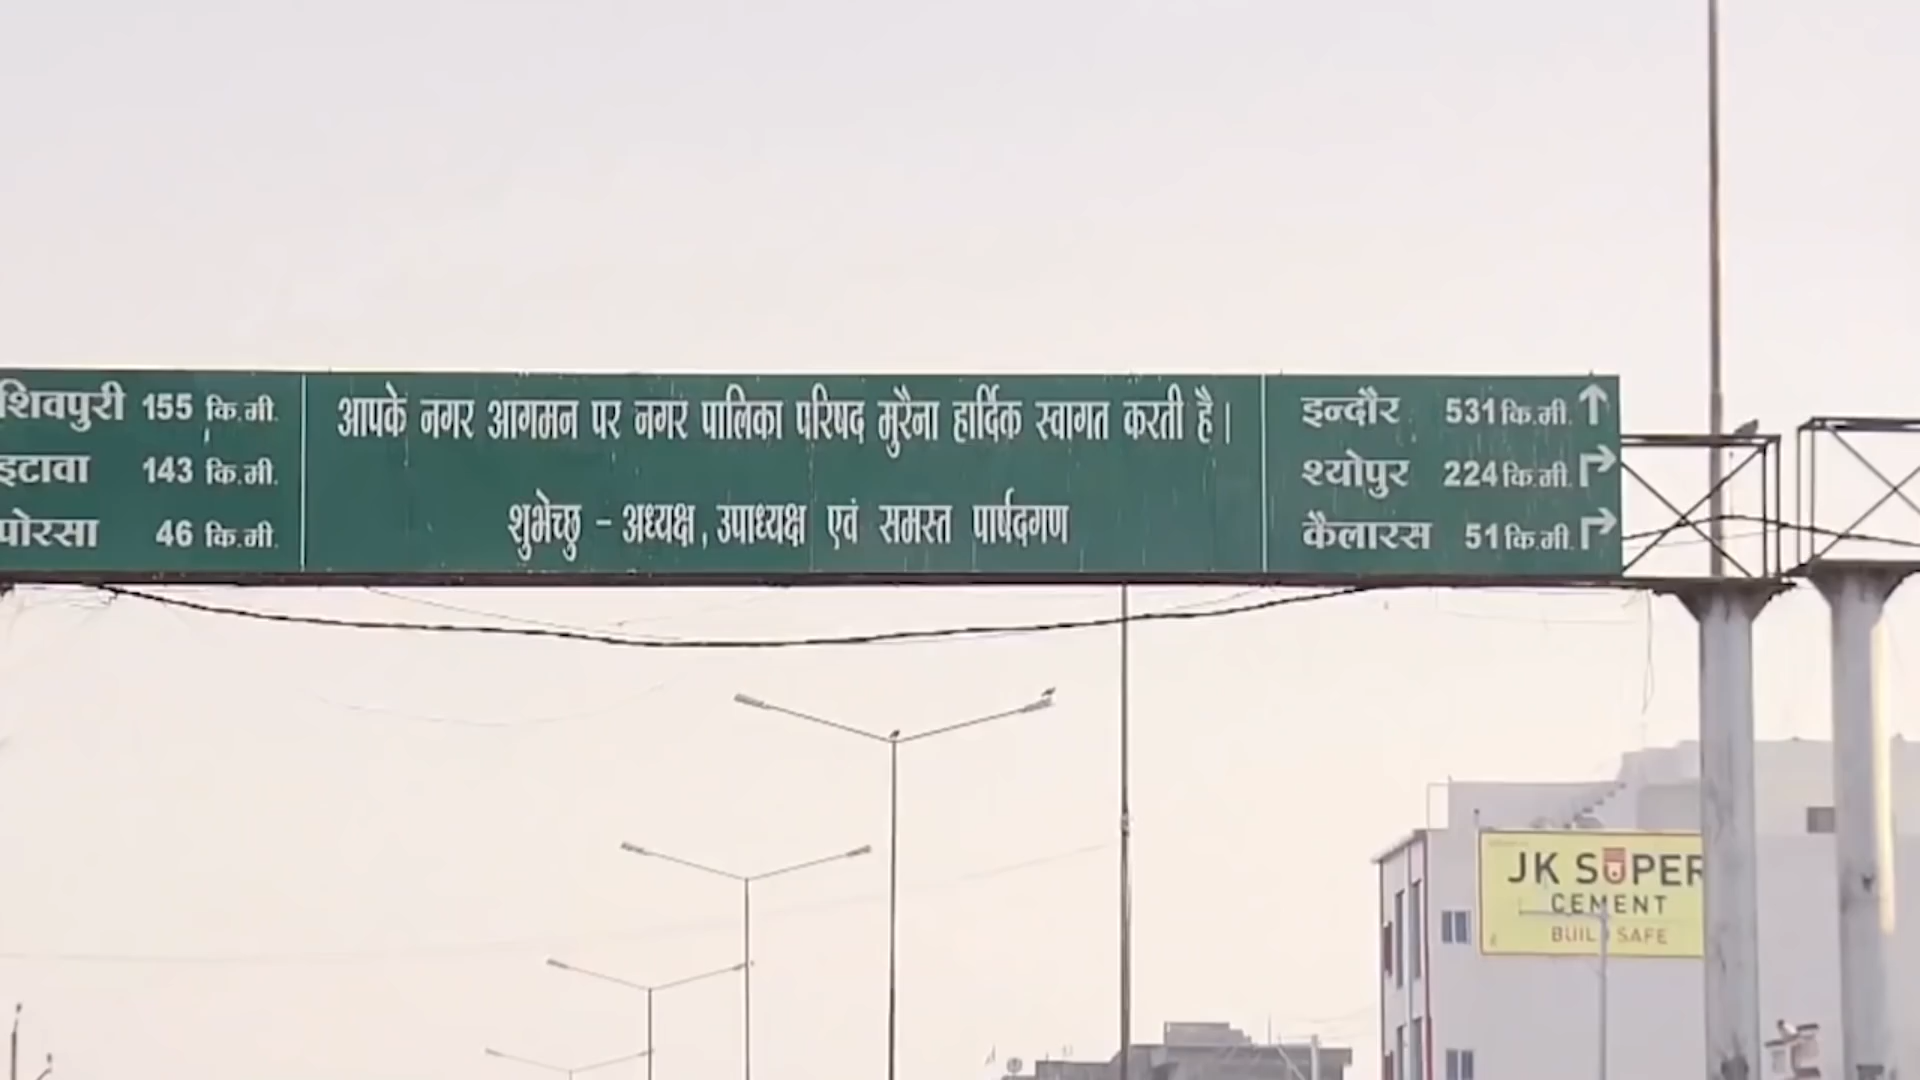 शिवपुरी 155 कि.मी.
इटावा 143 कि.मी.
पोरसा 46 कि.मी.
आपके नगर आगमन पर नगर पालिका परिषद मुरैना हार्दिक स्वागत करती है।
शुभेच्छु - अध्यक्ष, उपाध्यक्ष एवं समस्त पार्षदगण
इन्दौर 531 कि.मी.
श्योपुर 224 कि.मी.
कैलारस 51 कि.मी.
JK SUPER
CEMENT
BUILD SAFE